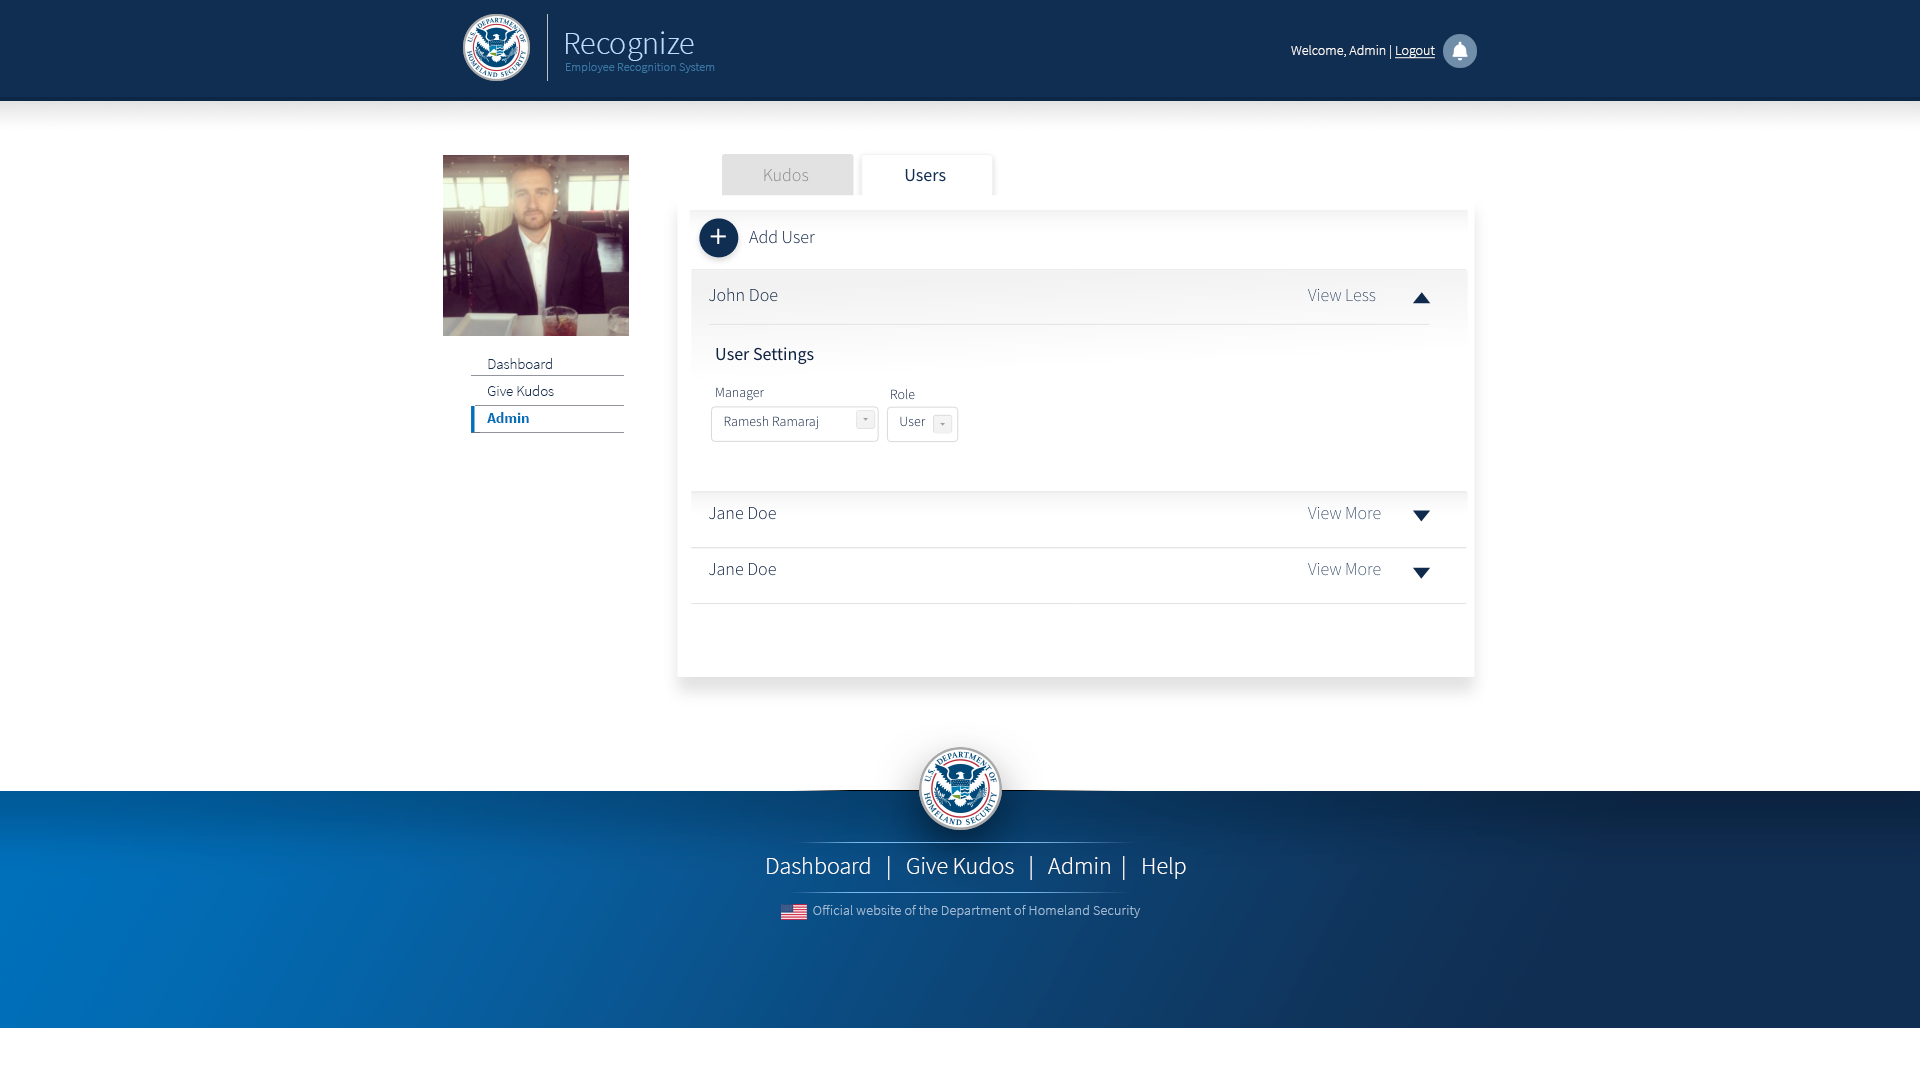 U.S. DEPARTMENT OF HOMELAND SECURITY
Recognize
Employee Recognition System
Welcome, Admin | Logout
Kudos
Users
Add User
John Doe
View Less
User Settings
Manager
Role
Ramesh Ramaraj
User
Jane Doe
View More
Jane Doe
View More
Dashboard
Give Kudos
Admin
U.S. DEPARTMENT OF HOMELAND SECURITY
Dashboard | Give Kudos | Admin | Help
Official website of the Department of Homeland Security